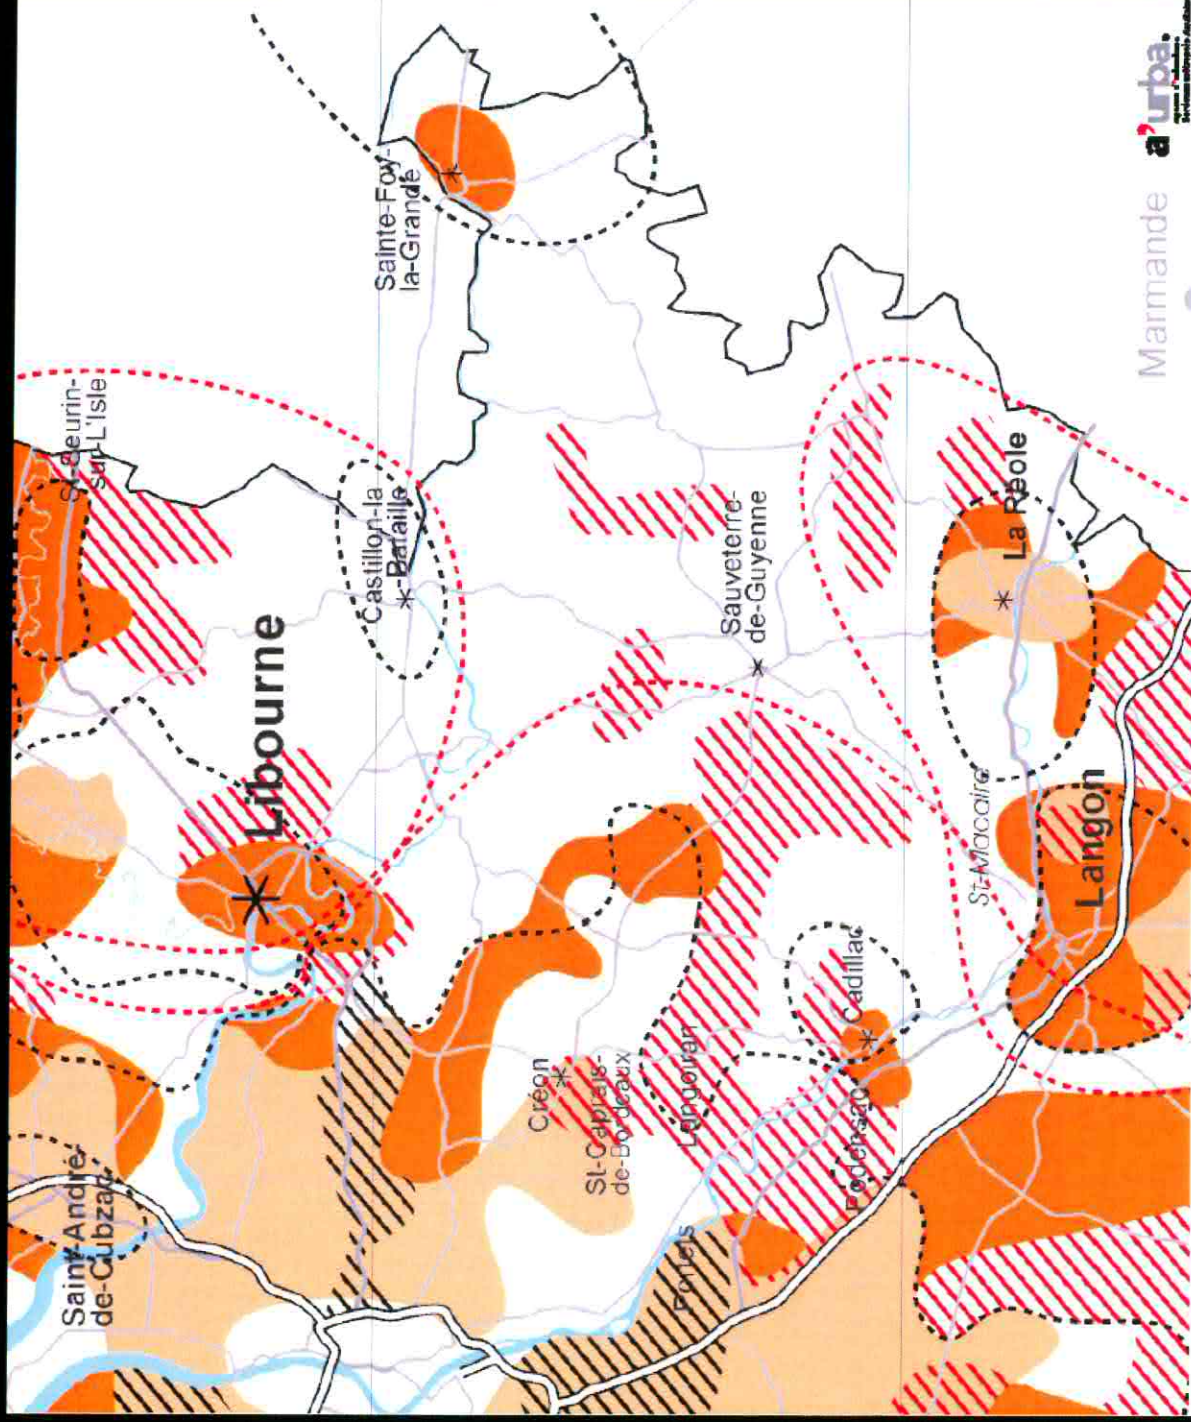 St-Seurin-
sur-L'Isle
Sainte-Foy-
la-Grande
Castillon-la
Bataille
Libourne
Saint-André-
de-Cubzac
Sauveterre-
de-Guyenne
Créon
St-Caprais-
de-Bordeaux
Langoiran
Portets
Podensac
Cadillac
St-Macaire
Langon
La Réole
Marmande
a'urba.